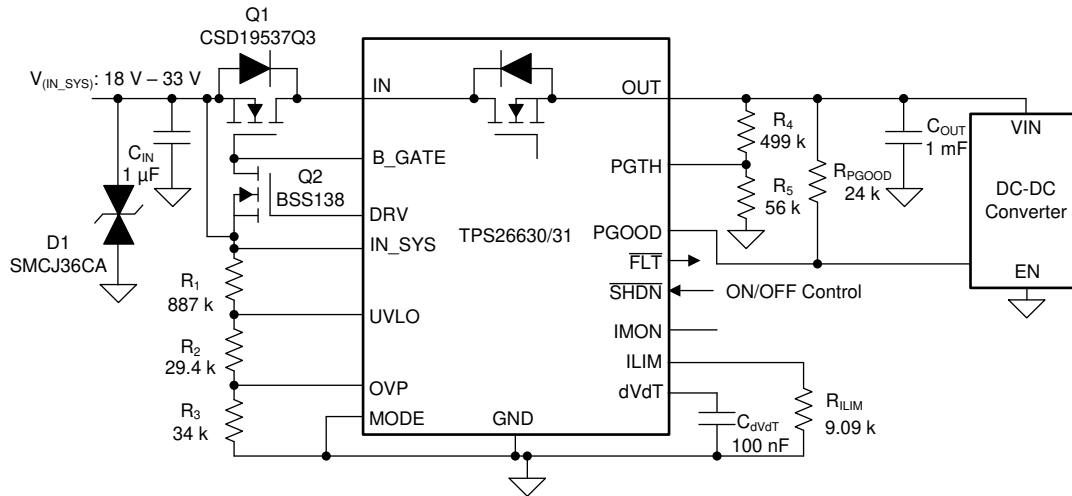 Q1
CSD19537Q3
V(IN_SYS): 18 V – 33 V
CIN
1 µF
D1
SMCJ36CA
Q2
BSS138
R1
887 k
R2
29.4 k
R3
34 k
IN
B_GATE
DRV
IN_SYS
UVLO
OVP
MODE
GND
TPS26630/31
OUT
PGTH
PGOOD
FLT
SHDN
IMON
ILIM
dVdT
ON/OFF Control
R4
499 k
R5
56 k
RPGOOD
24 k
COUT
1 mF
VIN
DC-DC
Converter
EN
CdVdT
100 nF
RILIM
9.09 k